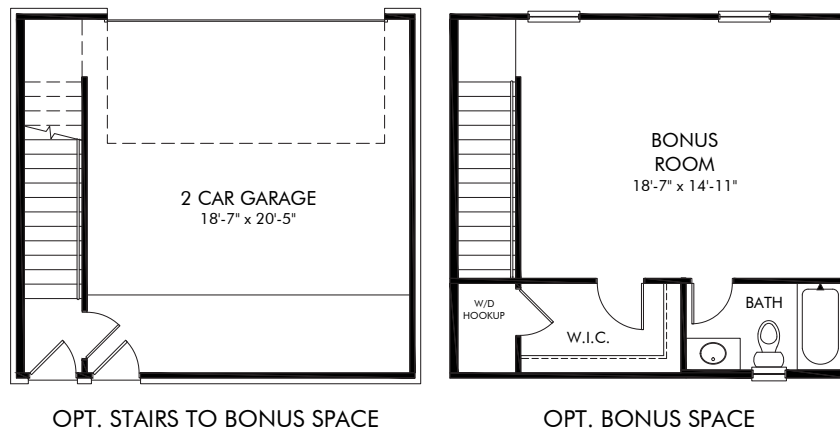 2 CAR GARAGE
18'-7" x 20'-5"
OPT. STAIRS TO BONUS SPACE
BONUS
ROOM
18'-7" x 14'-11"
W/D
HOOKUP
W.I.C.
BATH
OPT. BONUS SPACE